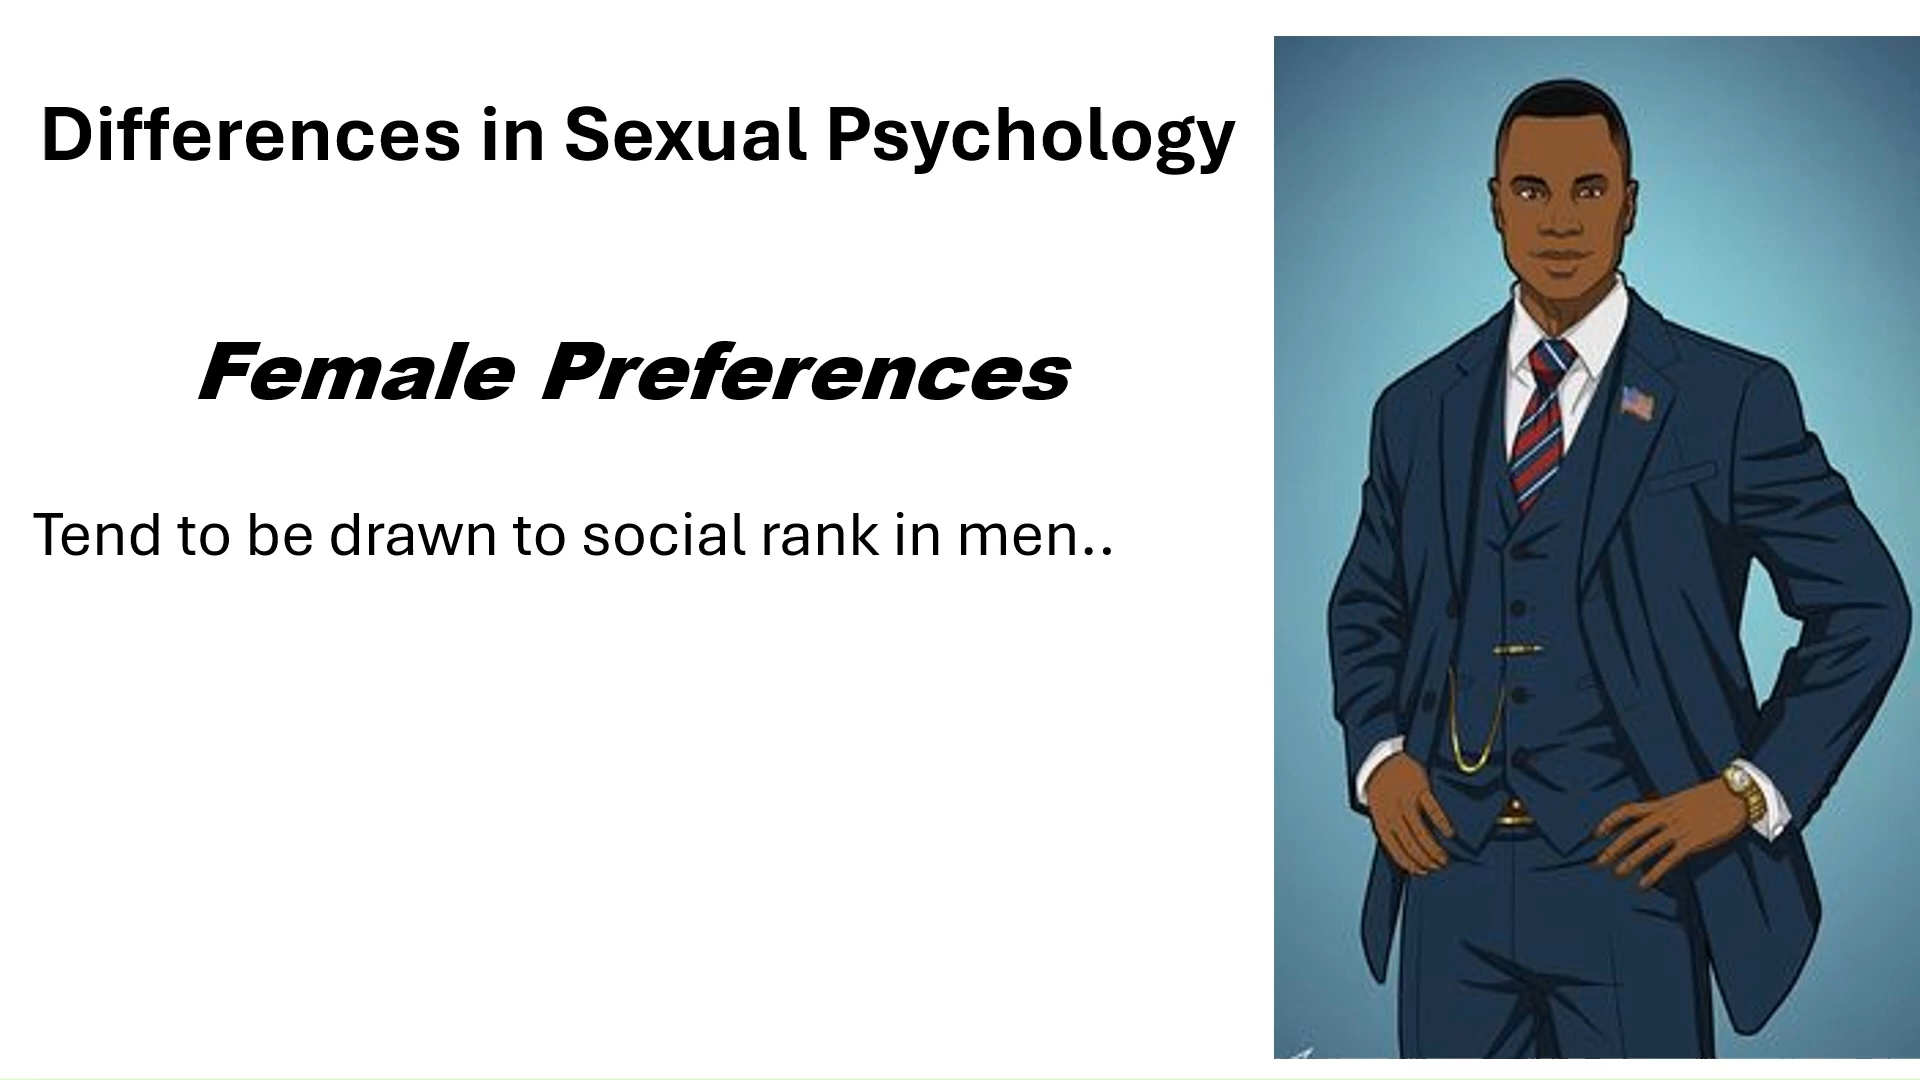 Differences in Sexual Psychology
Female Preferences
Tend to be drawn to social rank in men..